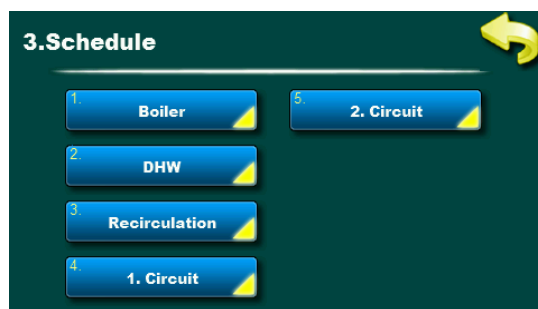 3.Schedule
1.
Boiler
2.
DHW
3.
Recirculation
4.
1. Circuit
5.
2. Circuit